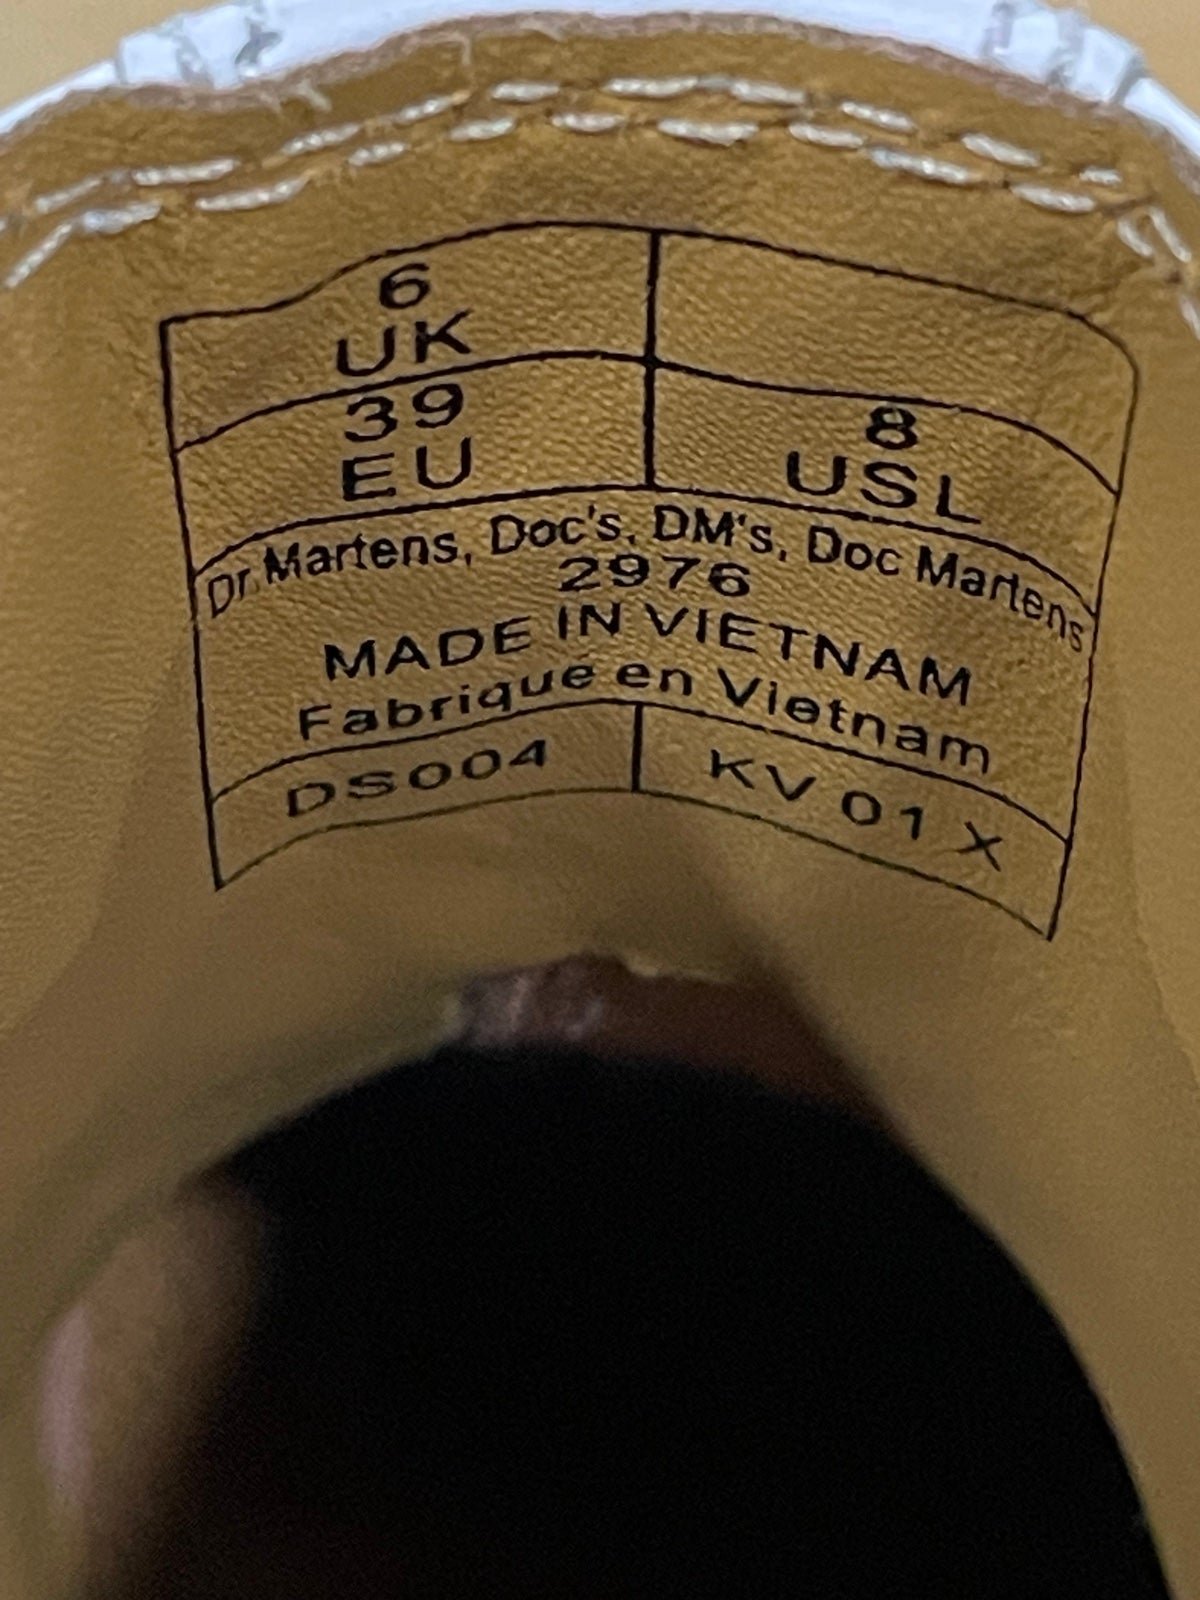 6
UK
39
EU
8
USL
Dr.Martens, Doc's, DM's, Doc Martens
2976
MADE IN VIETNAM
Fabrique en Vietnam
DS004
KV 01 X